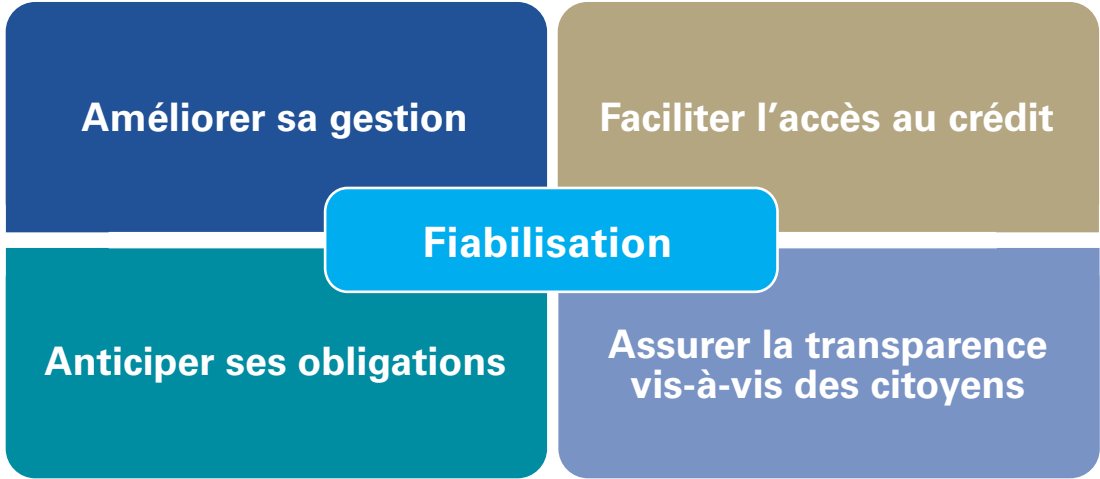 Améliorer sa gestion
Faciliter l’accès au crédit
Fiabilisation
Anticiper ses obligations
Assurer la transparence
vis-à-vis des citoyens